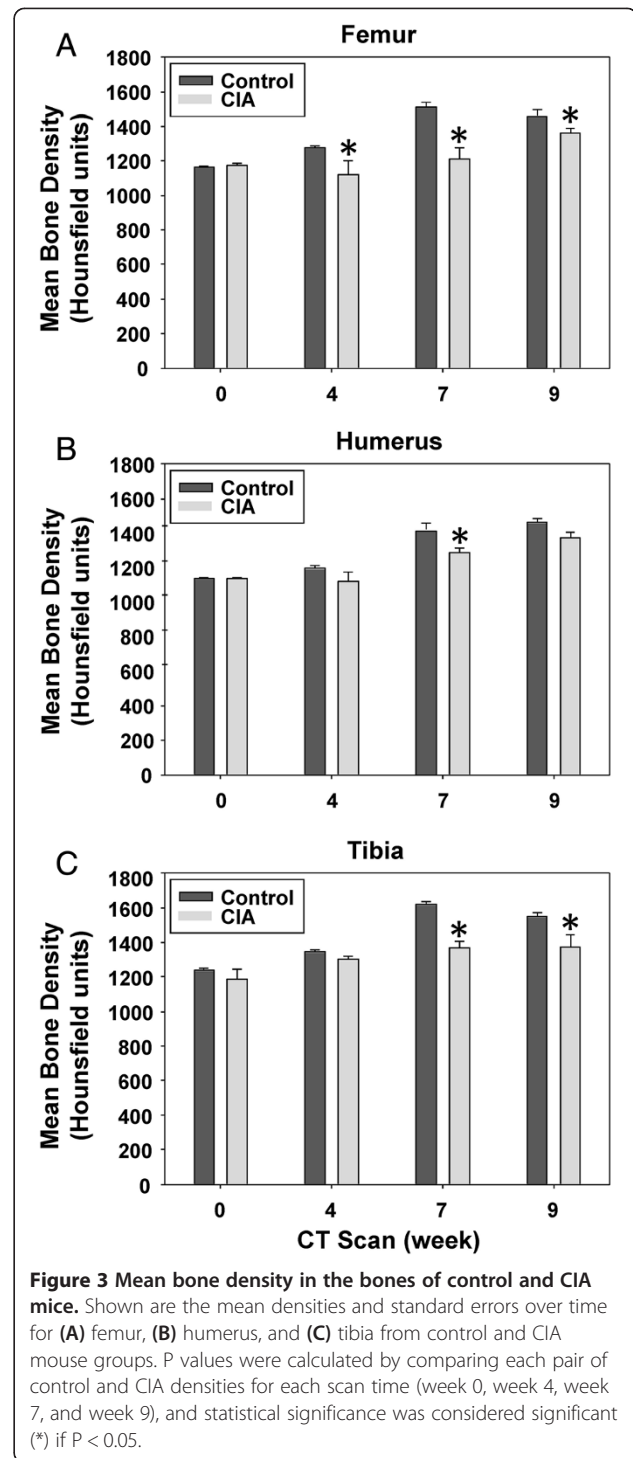 A
Femur
Control
CIA
Mean Bone Density
(Hounsfield units)
1800
1600
1400
1200
1000
800
600
400
200
0
*
*
*
0 4 7 9
B
Humerus
Control
CIA
Mean Bone Density
(Hounsfield units)
1800
1600
1400
1200
1000
800
600
400
200
0
*
0 4 7 9
C
Tibia
Control
CIA
Mean Bone Density
(Hounsfield units)
1800
1600
1400
1200
1000
800
600
400
200
0
*
*
0 4 7 9
CT Scan (week)
Figure 3 Mean bone density in the bones of control and CIA
mice. Shown are the mean densities and standard errors over time
for (A) femur, (B) humerus, and (C) tibia from control and CIA
mouse groups. P values were calculated by comparing each pair of
control and CIA densities for each scan time (week 0, week 4, week
7, and week 9), and statistical significance was considered significant
(*) if P < 0.05.